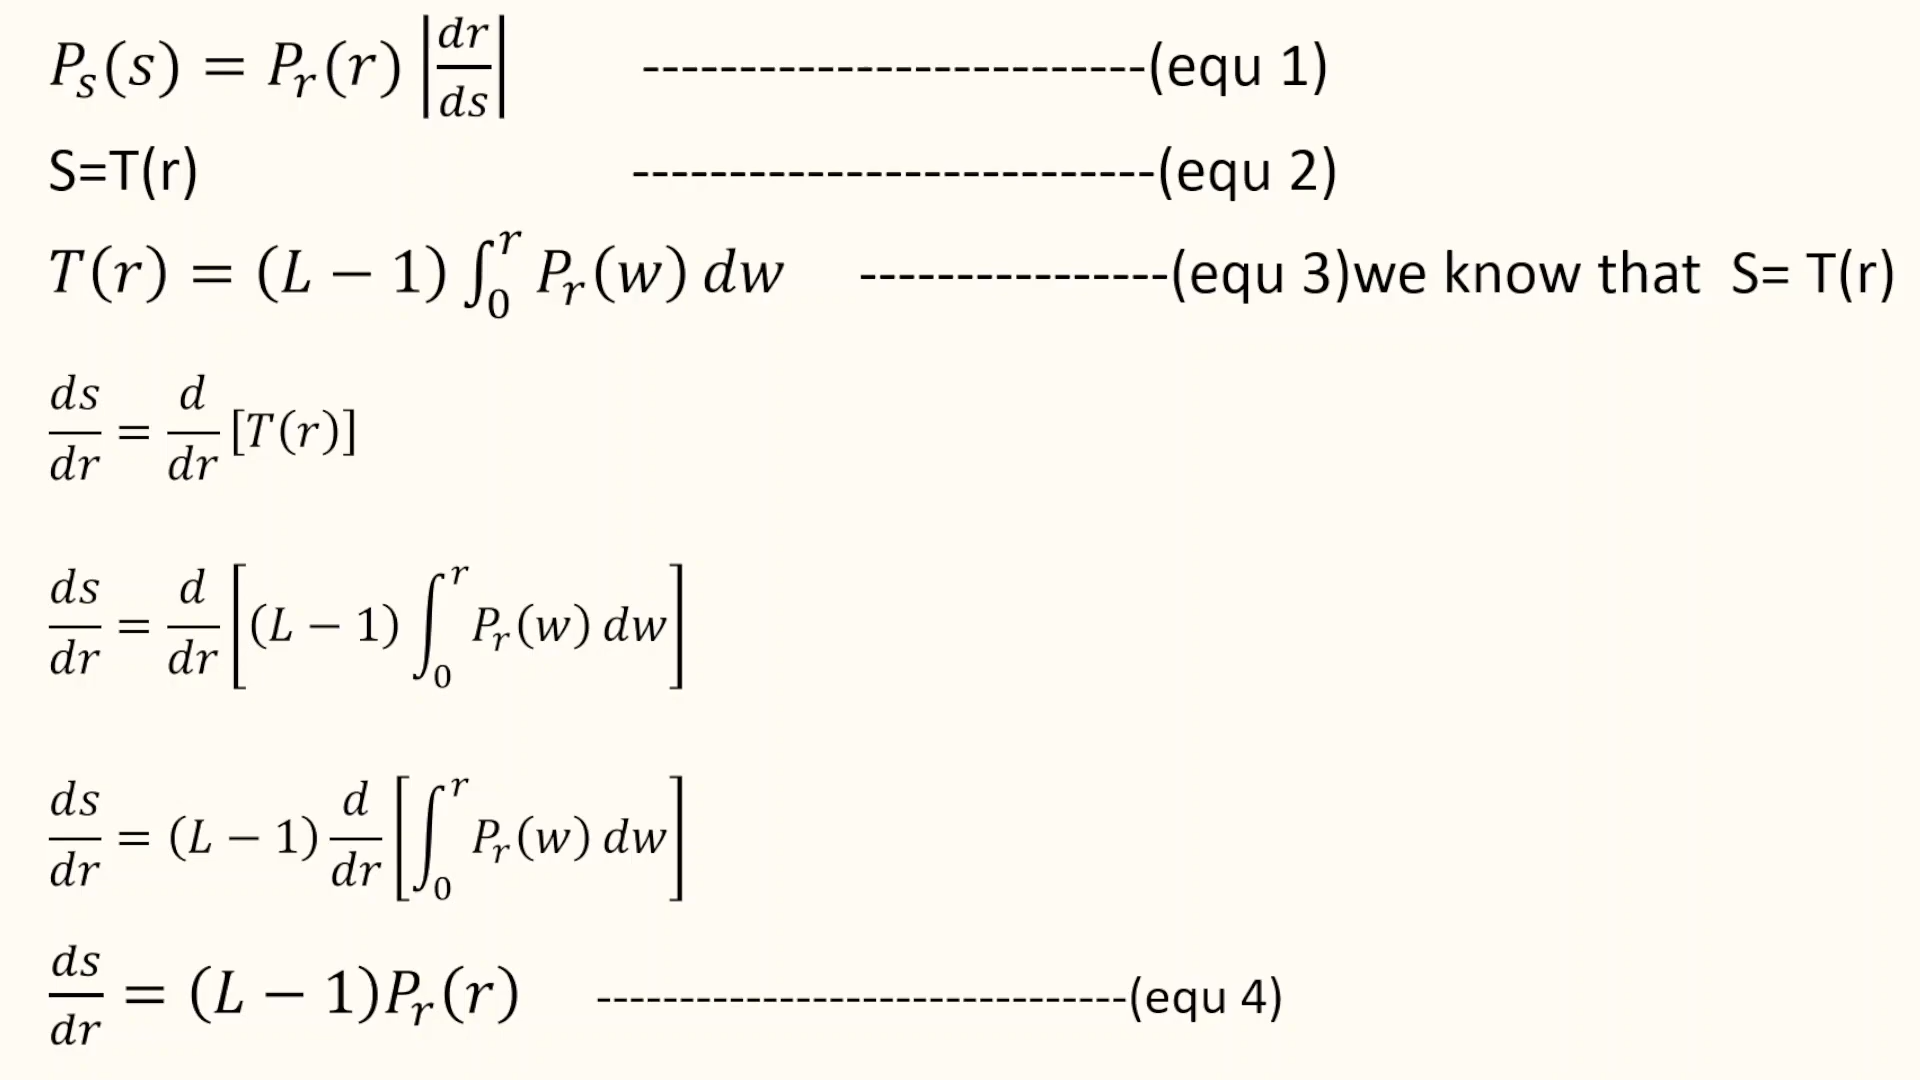 P_s(s) = P_r(r) |dr/ds| --------------------------(equ 1)
S=T(r) ---------------------------(equ 2)
T(r) = (L − 1) ∫_0^r P_r(w) dw ----------------(equ 3)we know that S= T(r)
ds/dr = d/dr [T(r)]
ds/dr = d/dr [(L − 1) ∫_0^r P_r(w) dw]
ds/dr = (L − 1) d/dr [∫_0^r P_r(w) dw]
ds/dr = (L − 1)P_r(r) --------------------------------(equ 4)